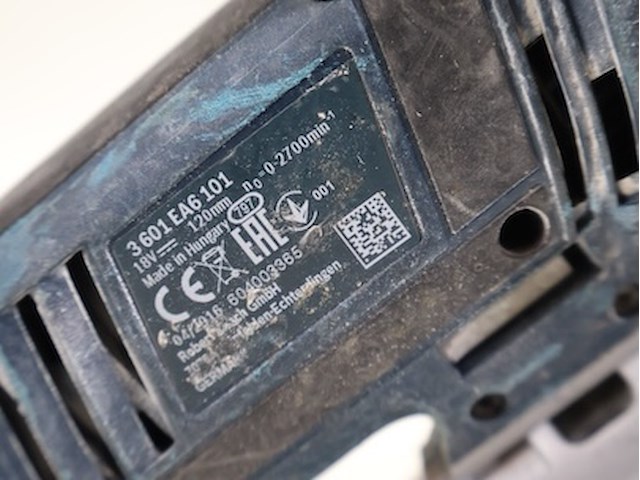 3 601 EA6 101
18V 120mm n₀=0-2700min⁻¹
Made in Hungary 797
CE EAC 001
04/2016 604003365
Robert GmbH
Leinfelden-Echterdingen
GERMANY